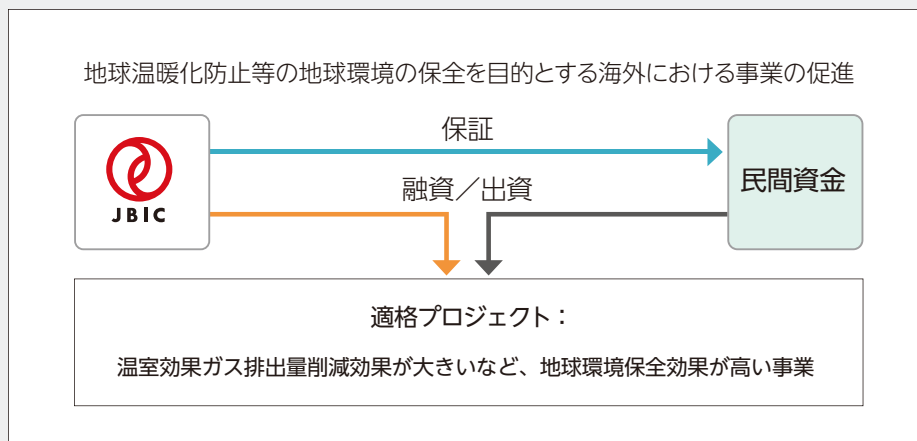 地球温暖化防止等の地球環境の保全を目的とする海外における事業の促進
保証
JBIC
融資／出資
民間資金
適格プロジェクト：
温室効果ガス排出量削減効果が大きいなど、地球環境保全効果が高い事業